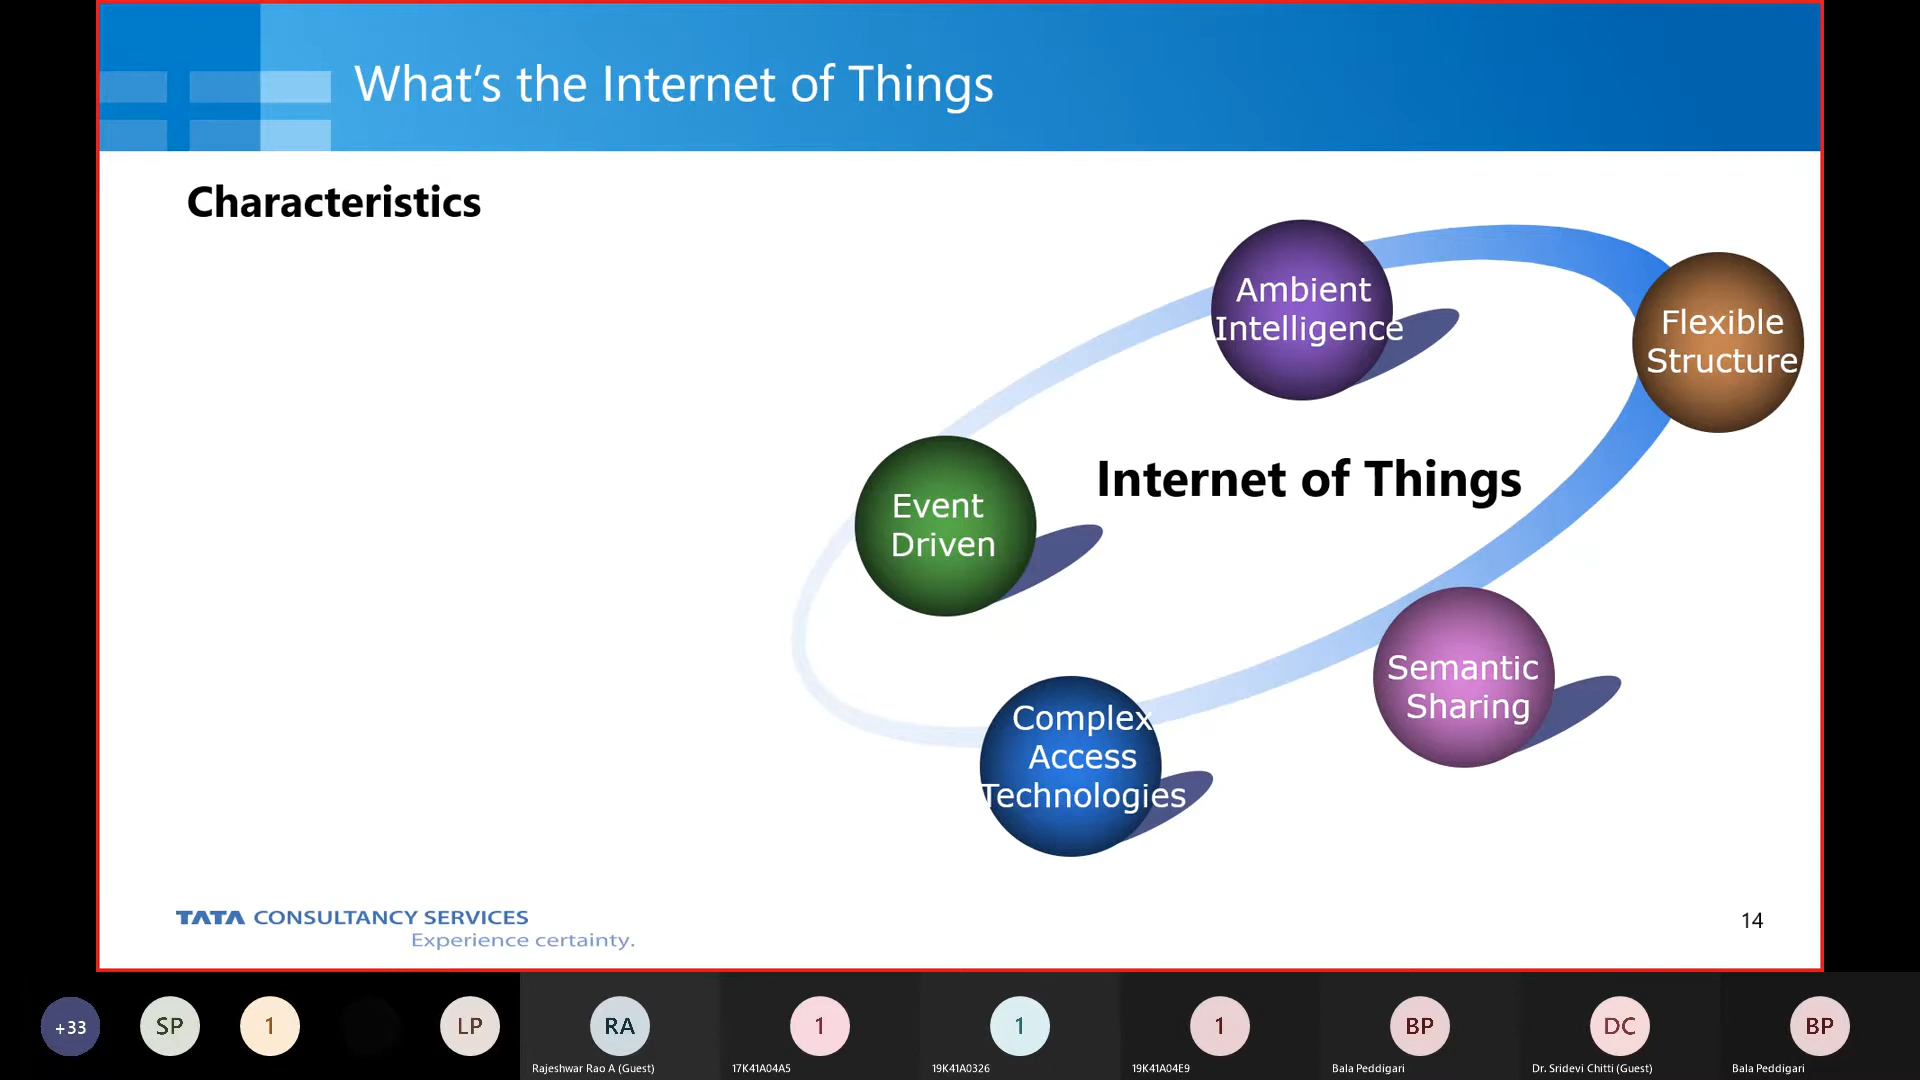 What's the Internet of Things
Characteristics
Ambient
Intelligence
Flexible
Structure
Internet of Things
Event
Driven
Semantic
Sharing
Complex
Access
Technologies
TATA CONSULTANCY SERVICES
Experience certainty.
14
+33
SP
1
LP
RA
1
1
1
BP
DC
BP
Rajeshwar Rao A (Guest)
17K41A04A5
19K41A0326
19K41A04E9
Bala Peddigari
Dr. Sridevi Chitti (Guest)
Bala Peddigari